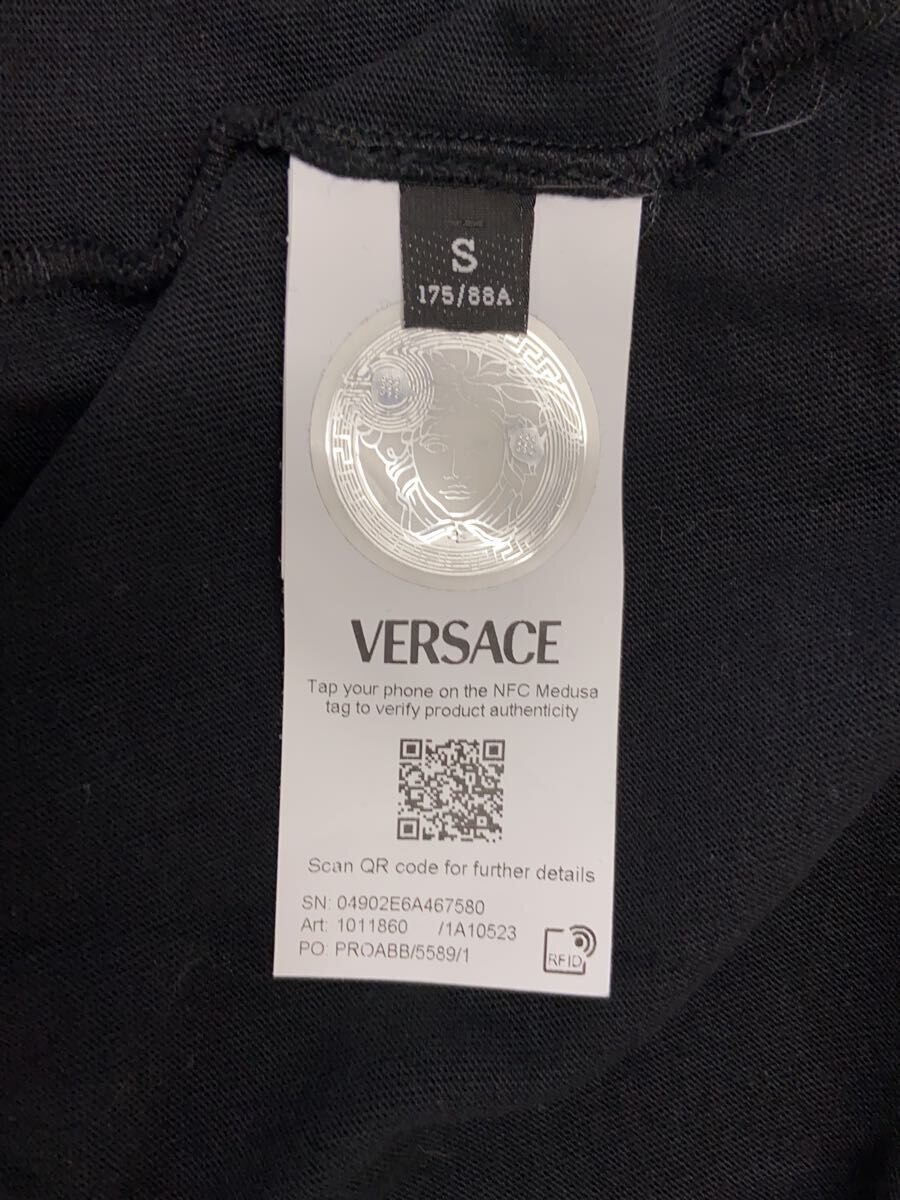 S
175/88A
VERSACE
Tap your phone on the NFC Medusa
tag to verify product authenticity
Scan QR code for further details
SN: 04902E6A467580
Art: 1011860 /1A10523
PO: PROABB/5589/1
RFID